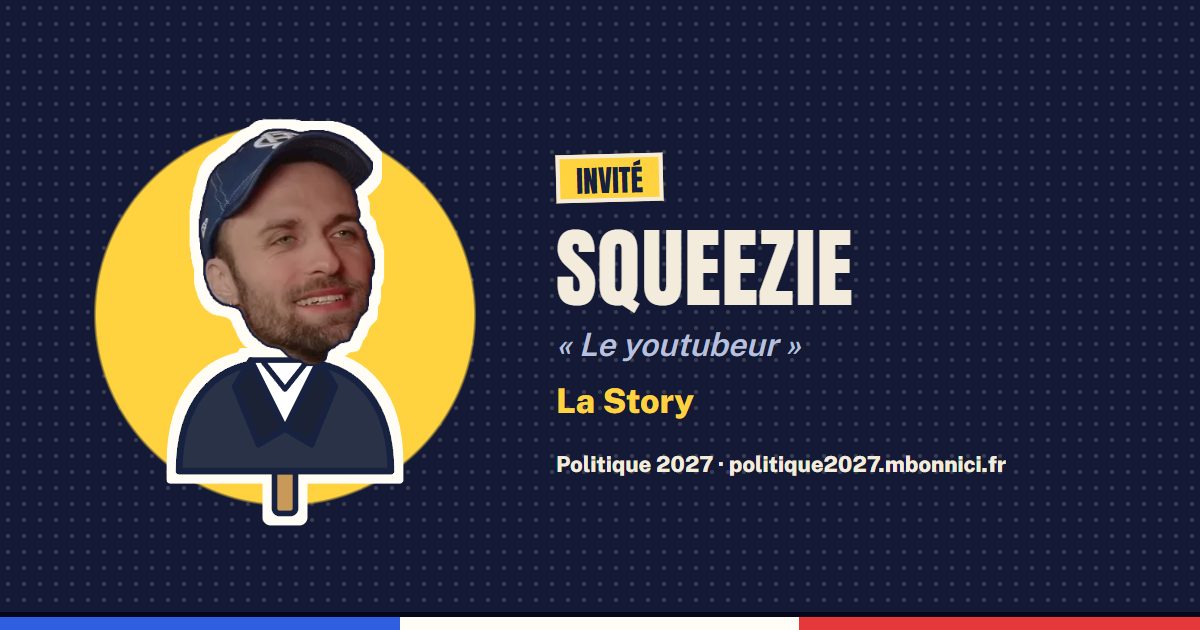 INVITÉ
SQUEEZIE
« Le youtubeur »
La Story
Politique 2027 · politique2027.mbonnici.fr